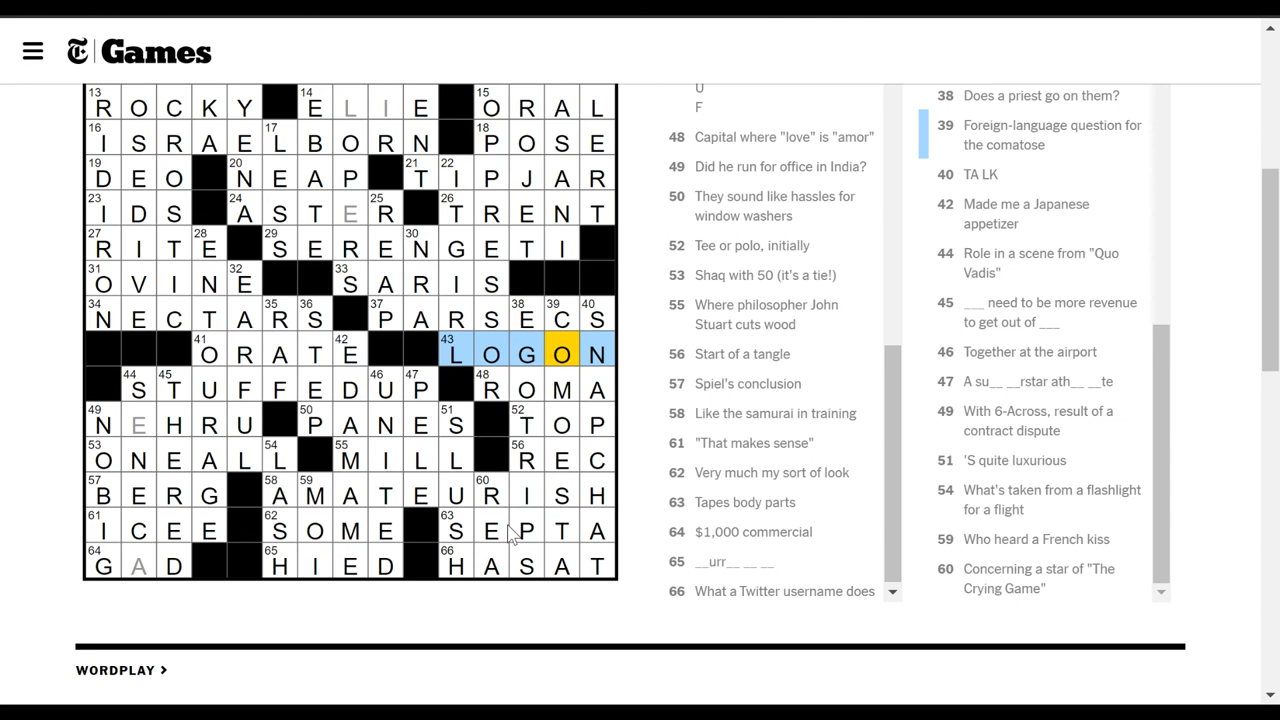 T Games
13 14 15
R O C K Y E L I E O R A L
16 17 18
I S R A E L B O R N P O S E
19 20 21 22
D E O N E A P T I P J A R
23 24 25 26
I D S A S T E R T R E N T
27 28 29 30
R I T E S E R E N G E T I
31 32 33
O V I N E S A R I S
34 35 36 37 38 39 40
N E C T A R S P A R S E C S
41 42 43
O R A T E L O G O N
44 45 46 47 48
S T U F F E D U P R O M A
49 50 51 52
N E H R U P A N E S T O P
53 54 55 56
O N E A L L M I L L R E C
57 58 59 60
B E R G A M A T E U R I S H
61 62 63
I C E E S O M E S E P T A
64 65 66
G A D H I E D H A S A T
U
F
48 Capital where "love" is "amor"
49 Did he run for office in India?
50 They sound like hassles for
window washers
52 Tee or polo, initially
53 Shaq with 50 (it's a tie!)
55 Where philosopher John
Stuart cuts wood
56 Start of a tangle
57 Spiel's conclusion
58 Like the samurai in training
61 "That makes sense"
62 Very much my sort of look
63 Tapes body parts
64 $1,000 commercial
65 __urr__ __ __
66 What a Twitter username does
38 Does a priest go on them?
39 Foreign-language question for
the comatose
40 TA LK
42 Made me a Japanese
appetizer
44 Role in a scene from "Quo
Vadis"
45 ___ need to be more revenue
to get out of ___
46 Together at the airport
47 A su__ __rstar ath__ __te
49 With 6-Across, result of a
contract dispute
51 'S quite luxurious
54 What's taken from a flashlight
for a flight
59 Who heard a French kiss
60 Concerning a star of "The
Crying Game"
WORDPLAY >